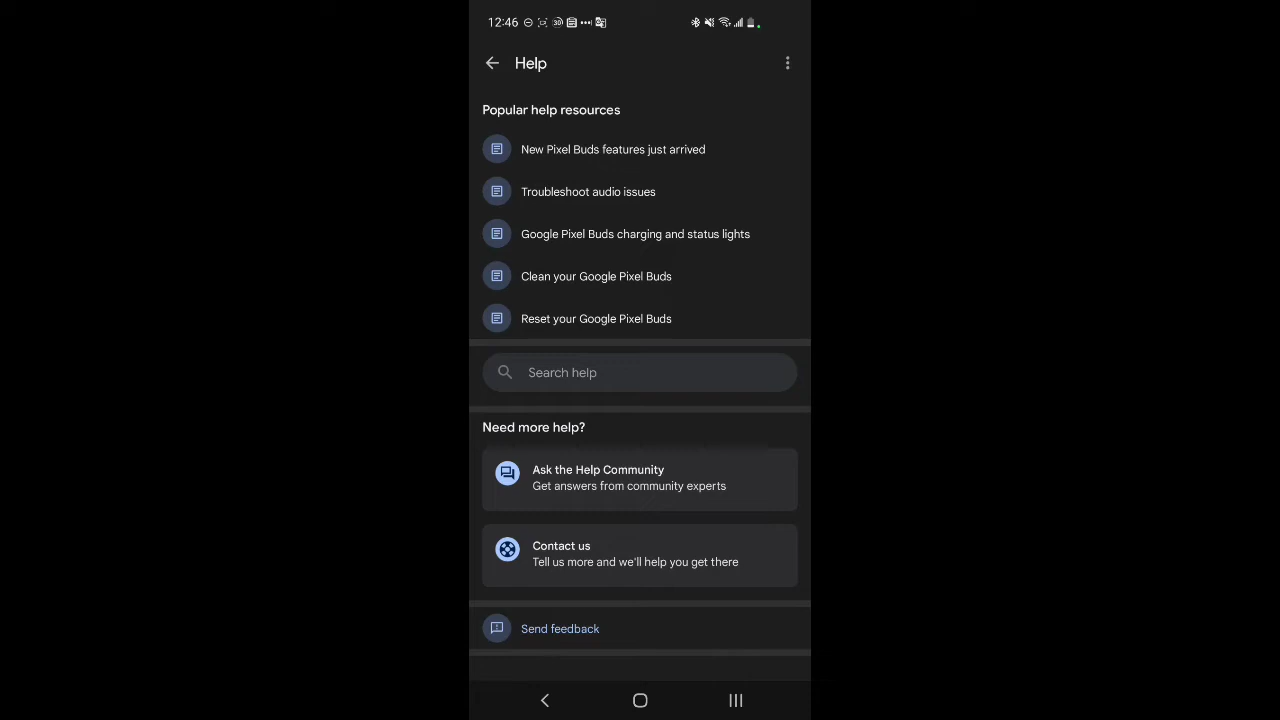 12:46
Help
Popular help resources
New Pixel Buds features just arrived
Troubleshoot audio issues
Google Pixel Buds charging and status lights
Clean your Google Pixel Buds
Reset your Google Pixel Buds
Search help
Need more help?
Ask the Help Community
Get answers from community experts
Contact us
Tell us more and we'll help you get there
Send feedback